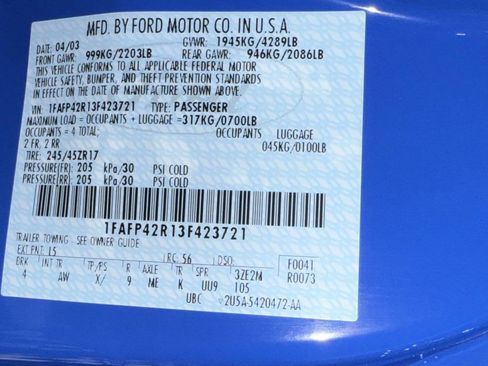 MFD. BY FORD MOTOR CO. IN U.S.A.
DATE: 04/03 GVWR: 1945KG/4289LB
FRONT GAWR: 999KG/2203LB REAR GAWR: 946KG/2086LB
THIS VEHICLE CONFORMS TO ALL APPLICABLE FEDERAL MOTOR
VEHICLE SAFETY, BUMPER, AND THEFT PREVENTION STANDARDS
IN EFFECT ON THE DATE OF MANUFACTURE SHOWN ABOVE.
VIN: 1FAFP42R13F423721 TYPE: PASSENGER
MAXIMUM LOAD = OCCUPANTS + LUGGAGE = 317KG/0700LB
OCCUPANTS = 4 TOTAL; OCCUPANTS LUGGAGE
2 FR, 2 RR 045KG/0100LB
TIRE: 245/45ZR17
PRESSURE(FR): 205 kPa/30 PSI COLD
PRESSURE(RR): 205 kPa/30 PSI COLD
1FAFP42R13F423721
TRAILER TOWING - SEE OWNER GUIDE
EXT PNT: L5 RC: 56 DSO: F0041
BRK INT TR TP/PS R AXLE TR SPR 3ZE2M R0073
4 AW X/ 9 ME K UU9 105
UBC 2U5A-5420472-AA